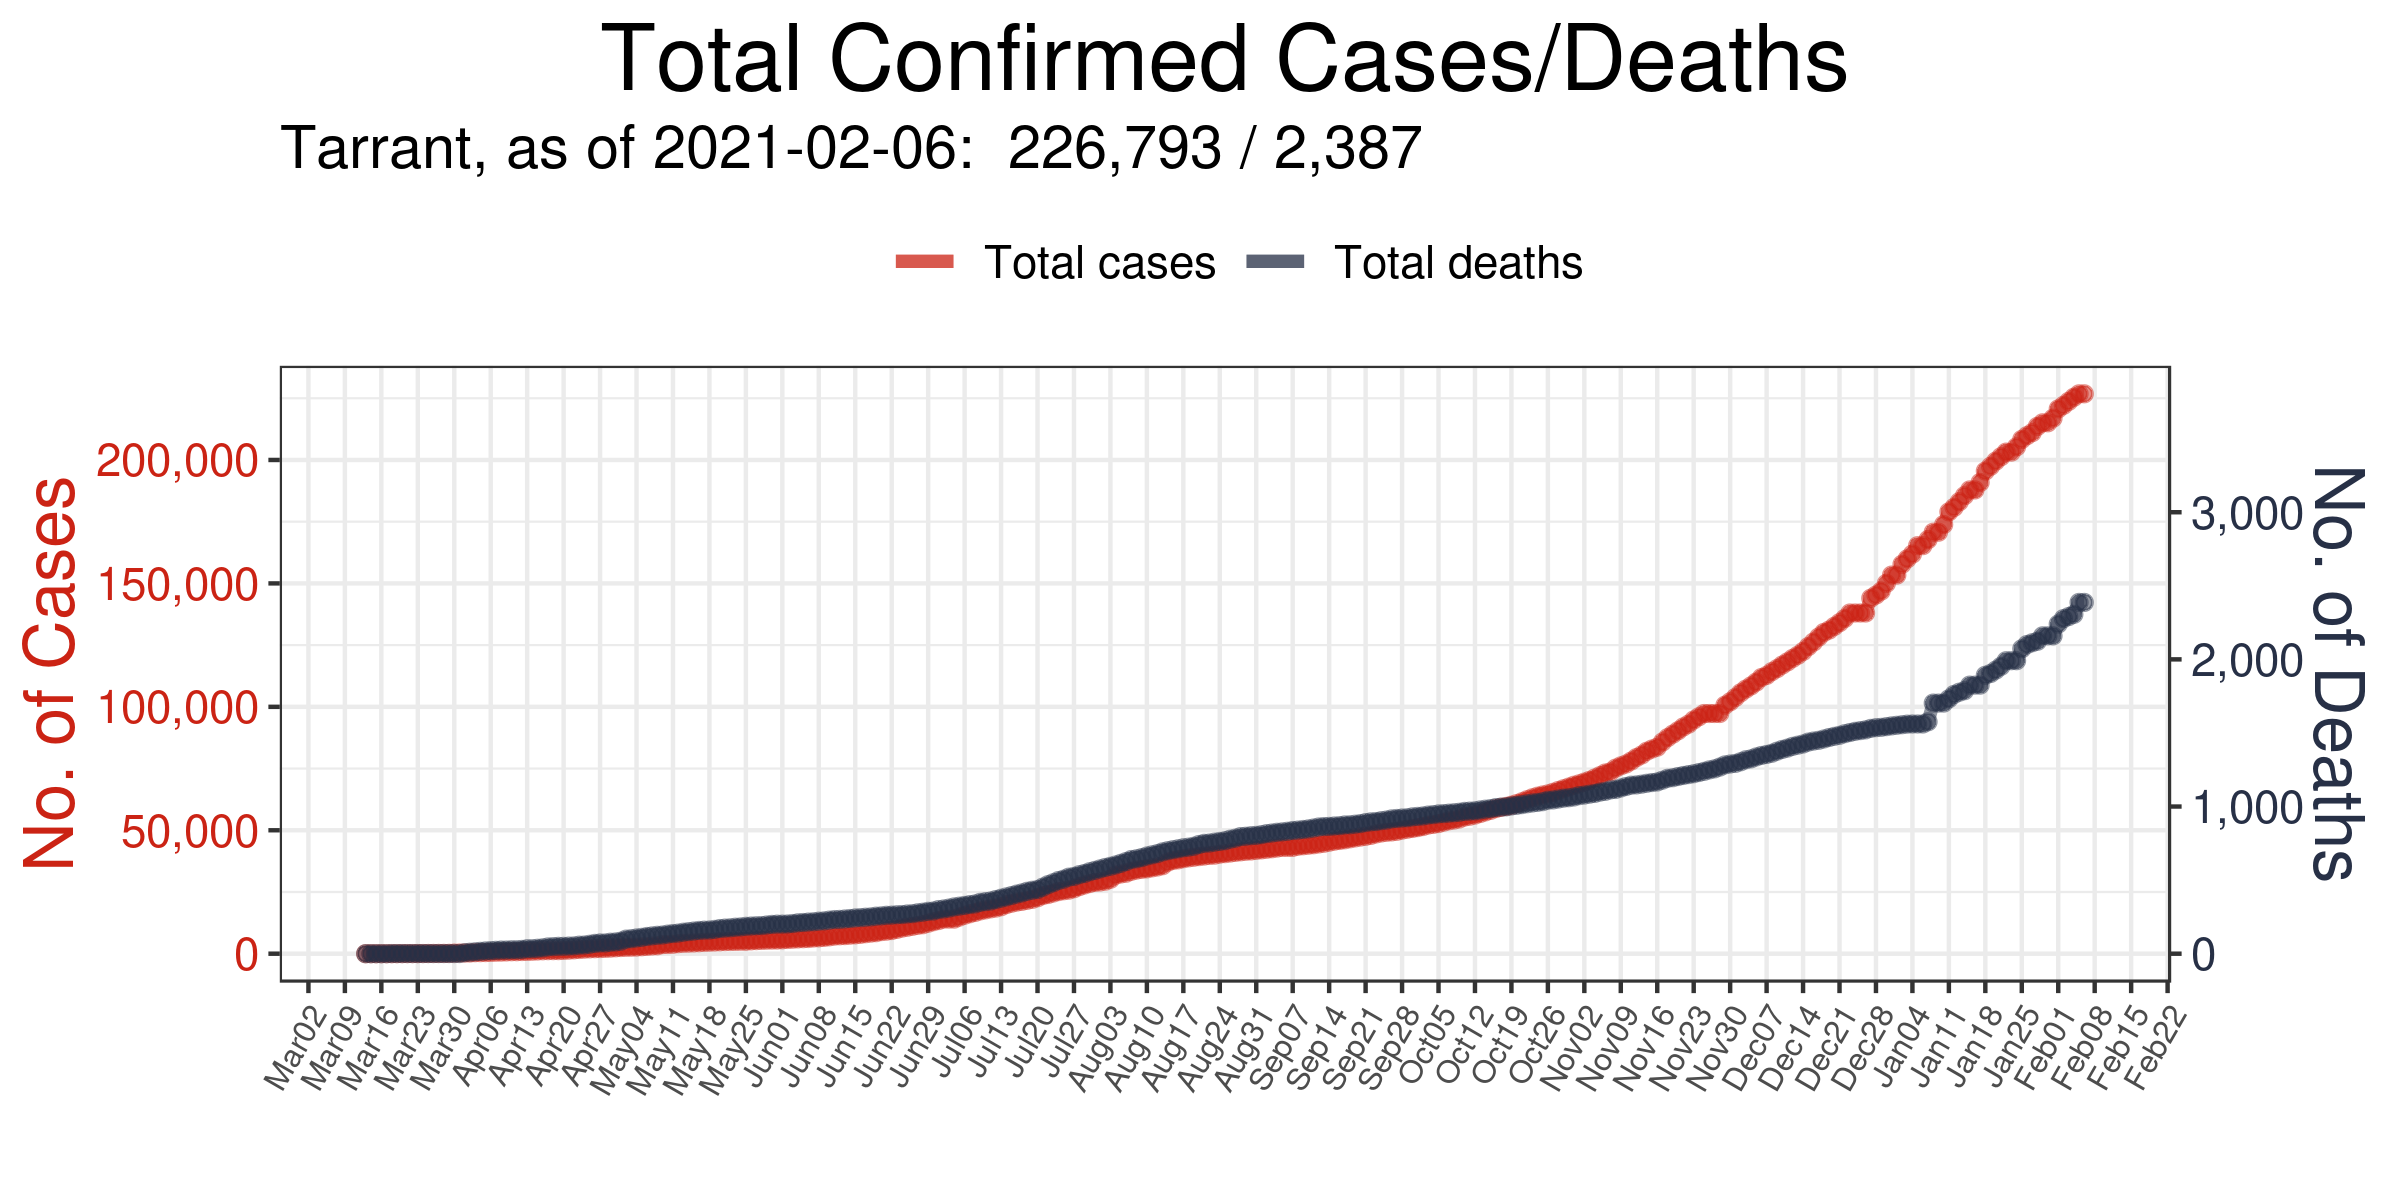 Total Confirmed Cases/Deaths
Tarrant, as of 2021-02-06:  226,793 / 2,387
Total cases
Total deaths
No. of Cases
200,000
150,000
100,000
50,000
0
3,000
2,000
1,000
0
No. of Deaths
Mar02
Mar09
Mar16
Mar23
Mar30
Apr06
Apr13
Apr20
Apr27
May04
May11
May18
May25
Jun01
Jun08
Jun15
Jun22
Jun29
Jul06
Jul13
Jul20
Jul27
Aug03
Aug10
Aug17
Aug24
Aug31
Sep07
Sep14
Sep21
Sep28
Oct05
Oct12
Oct19
Oct26
Nov02
Nov09
Nov16
Nov23
Nov30
Dec07
Dec14
Dec21
Dec28
Jan04
Jan11
Jan18
Jan25
Feb01
Feb08
Feb15
Feb22